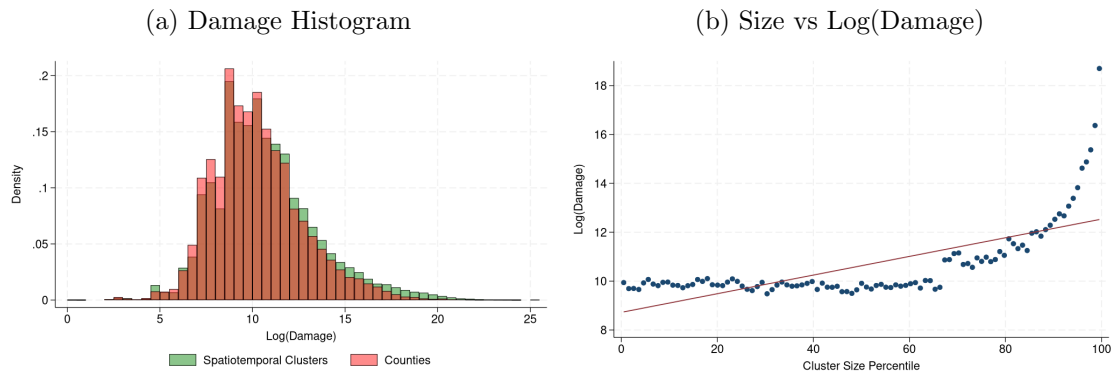 (a) Damage Histogram
.2
.15
.1
.05
0
Density
0 5 10 15 20 25
Log(Damage)
Spatiotemporal Clusters Counties
(b) Size vs Log(Damage)
18
16
14
12
10
8
Log(Damage)
0 20 40 60 80 100
Cluster Size Percentile